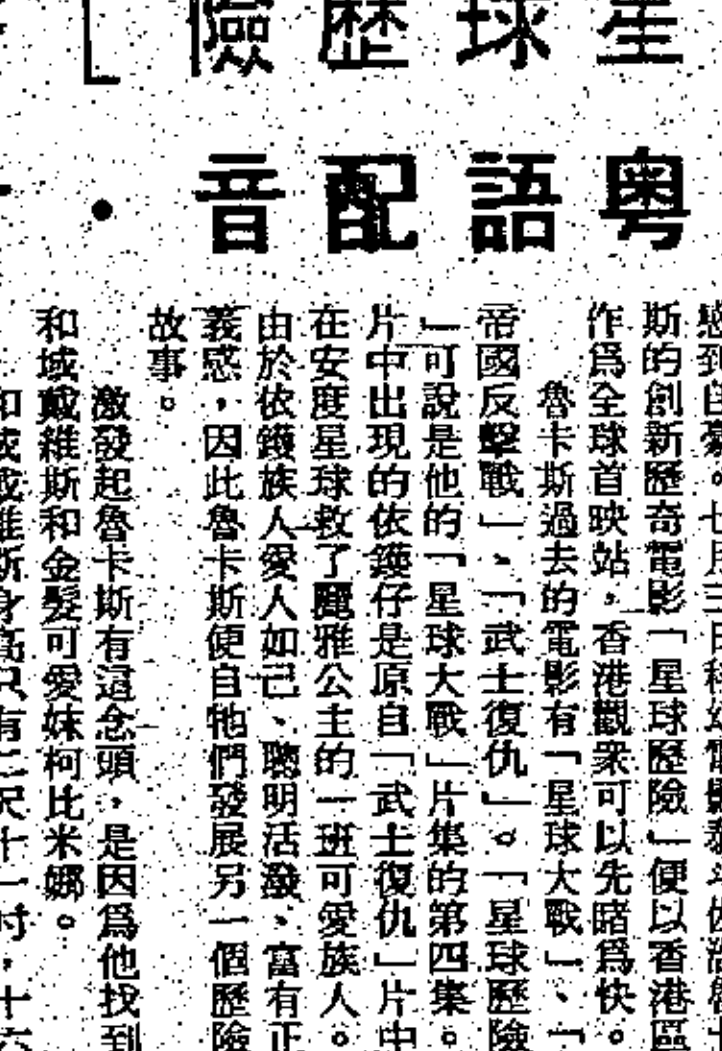 星球歷險」
粵語配音・
斯的創新歷奇電影「星球歷險」便以香港區
作爲全球首映站,香港觀衆可以先睹爲快。
魯卡斯過去的電影有「星球大戰」、「
帝國反擊戰」、「武士復仇」。「星球歷險
」可說是他的「星球大戰」片集的第四集。
片中出現的依鑊仔是原自「武士復仇」片中
在安度星球救了麗雅公主的一班可愛族人。
由於依鑊族人愛人如己、聰明活潑、富有正
義感,因此魯卡斯便自牠們發展另一個歷險
故事。
激發起魯卡斯有這念頭,是因爲他找到
和域戴維斯和金髮可愛妹柯比米娜。
和域戴維斯身高只有二尺十一吋,十六